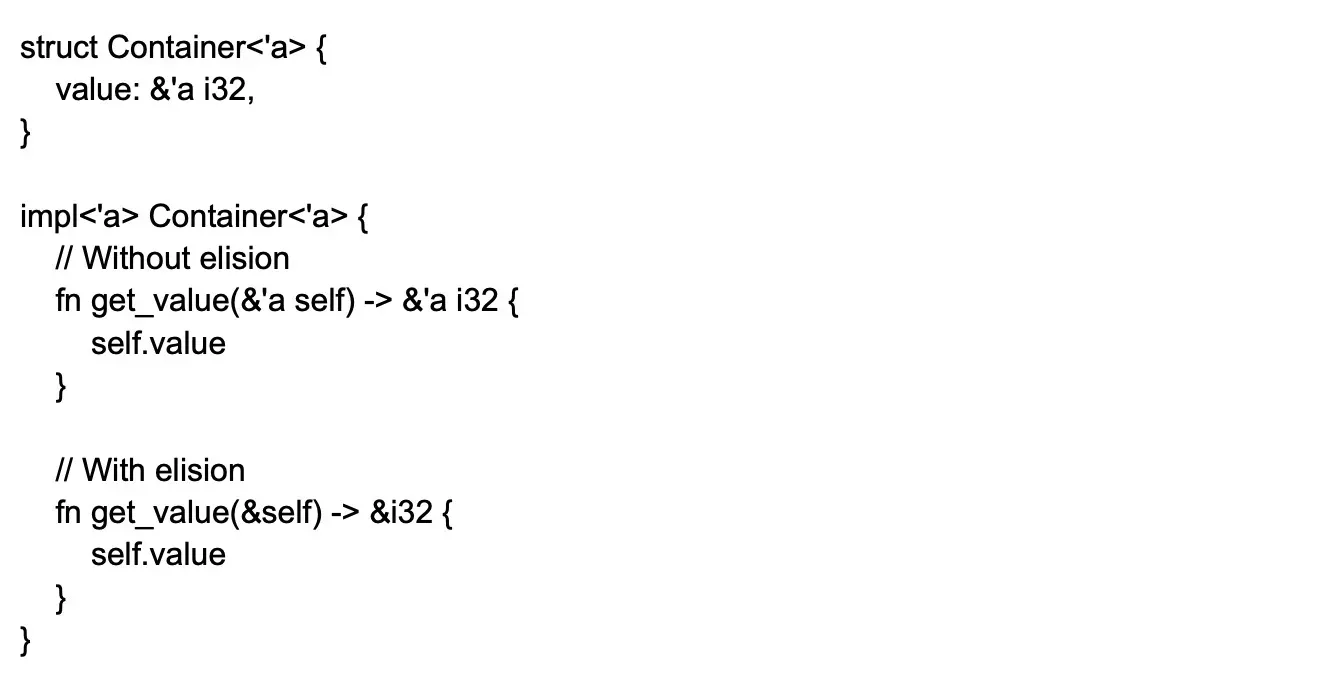 struct Container<'a> {
    value: &'a i32,
}

impl<'a> Container<'a> {
    // Without elision
    fn get_value(&'a self) -> &'a i32 {
        self.value
    }

    // With elision
    fn get_value(&self) -> &i32 {
        self.value
    }
}